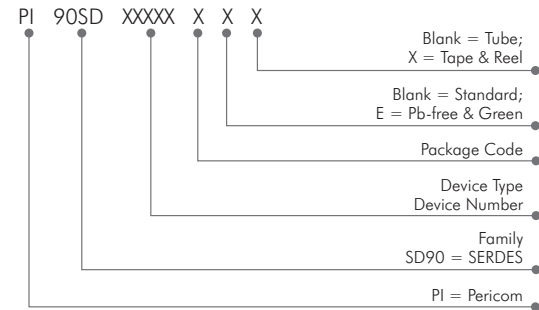 PI 90SD XXXXX X X X
Blank = Tube;
X = Tape & Reel
Blank = Standard;
E = Pb-free & Green
Package Code
Device Type
Device Number
Family
SD90 = SERDES
PI = Pericom